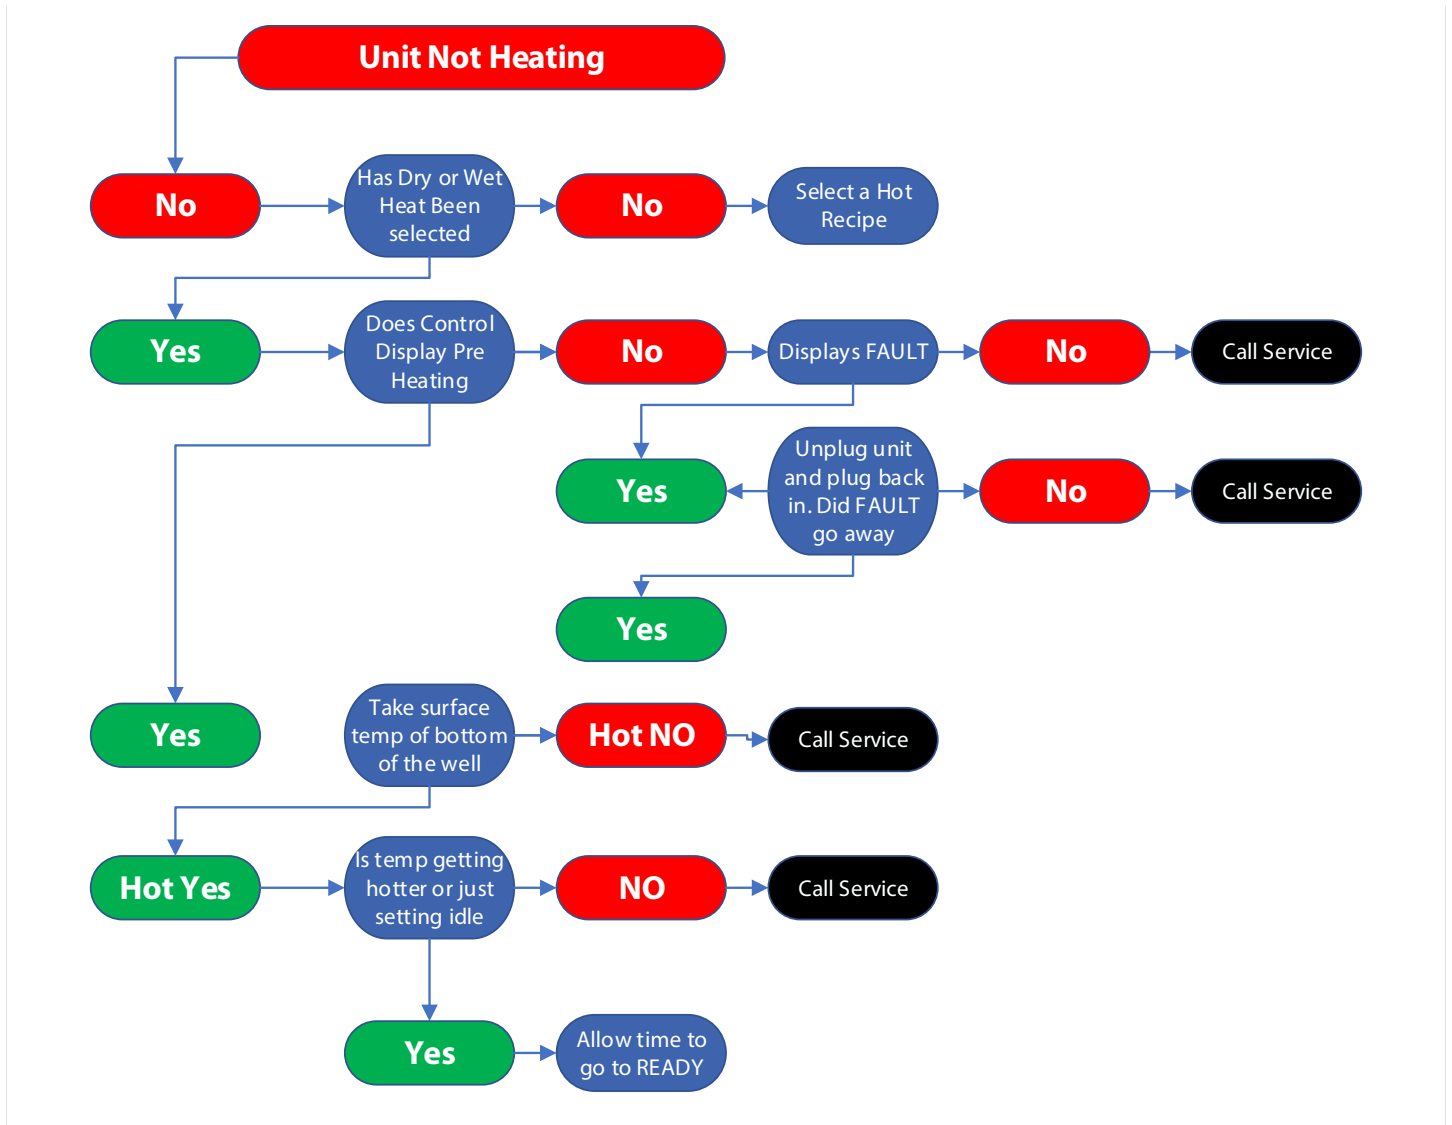 Unit Not Heating
No
Has Dry or Wet
Heat Been
selected
No
Select a Hot
Recipe
Yes
Does Control
Display Pre
Heating
No
Displays FAULT
No
Call Service
Yes
Unplug unit
and plug back
in. Did FAULT
go away
No
Call Service
Yes
Yes
Take surface
temp of bottom
of the well
Hot NO
Call Service
Hot Yes
Is temp getting
hotter or just
setting idle
NO
Call Service
Yes
Allow time to
go to READY